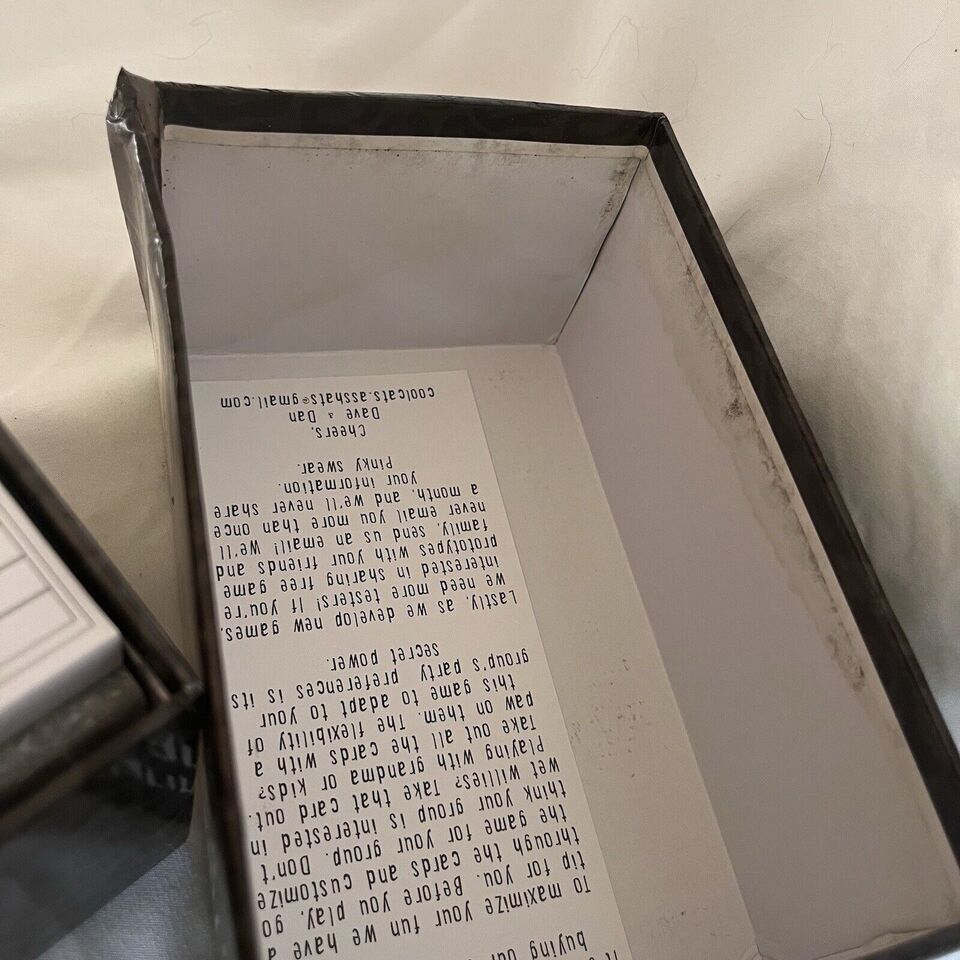 buying our
To maximize your fun we have a
tip for you. Before you play, go
through the cards and customize
the game for your group. Don't
think your group is interested in
wet willies? Take that card out.
Playing with grandma or kids?
Take out all the cards with a
paw on them. The flexibility of
this game to adapt to your
group's party preferences is its
secret power.
Lastly, as we develop new games,
we need more testers! If you're
interested in sharing free game
prototypes with your friends and
family, send us an email! We'll
never email you more than once
a month, and we'll never share
your information.
Pinky swear.
Cheers,
Dave & Dan
coolcats.asshats@gmail.com